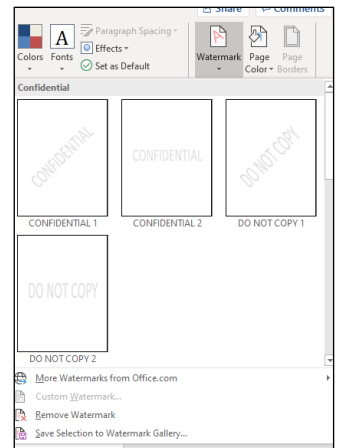 Share Comments
Paragraph Spacing
A Effects
Colors Fonts Set as Default Watermark Page Color Page Borders
Confidential
CONFIDENTIAL CONFIDENTIAL DO NOT COPY
CONFIDENTIAL 1 CONFIDENTIAL 2 DO NOT COPY 1
DO NOT COPY
DO NOT COPY 2
More Watermarks from Office.com
Custom Watermark...
Remove Watermark
Save Selection to Watermark Gallery...